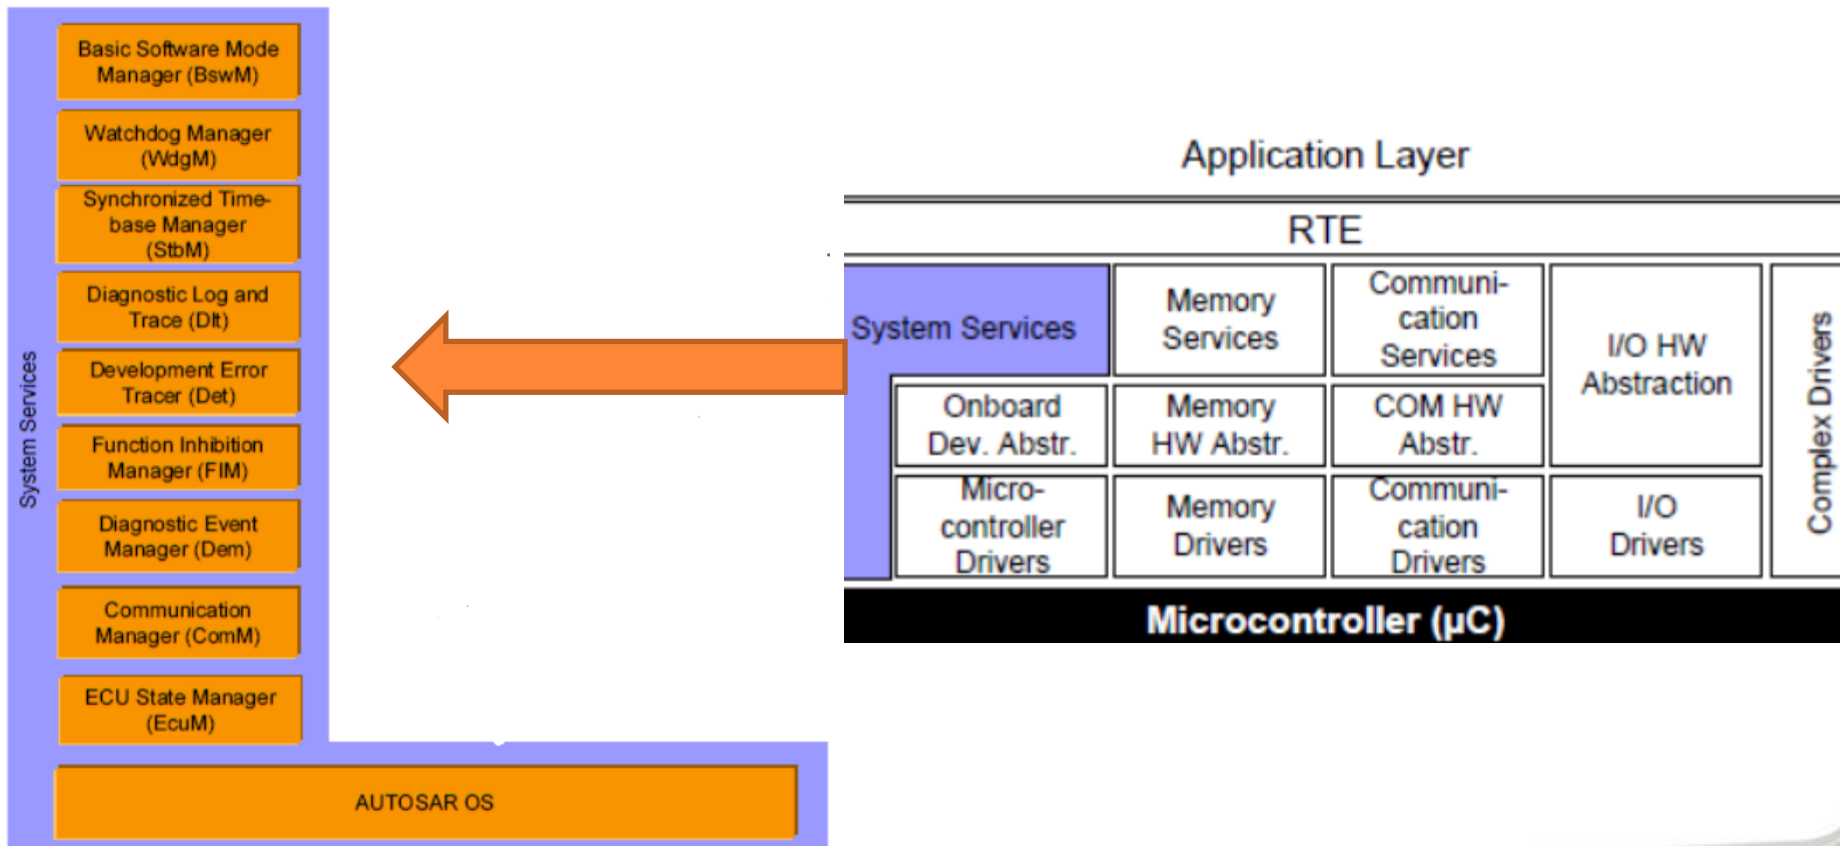 System Services
Basic Software Mode
Manager (BswM)
Watchdog Manager
(WdgM)
Synchronized Time-
base Manager
(StbM)
Diagnostic Log and
Trace (Dlt)
Development Error
Tracer (Det)
Function Inhibition
Manager (FIM)
Diagnostic Event
Manager (Dem)
Communication
Manager (ComM)
ECU State Manager
(EcuM)
AUTOSAR OS
Application Layer
RTE
System Services
Memory
Services
Communi-
cation
Services
I/O HW
Abstraction
Complex Drivers
Onboard
Dev. Abstr.
Memory
HW Abstr.
COM HW
Abstr.
Micro-
controller
Drivers
Memory
Drivers
Communi-
cation
Drivers
I/O
Drivers
Microcontroller (µC)